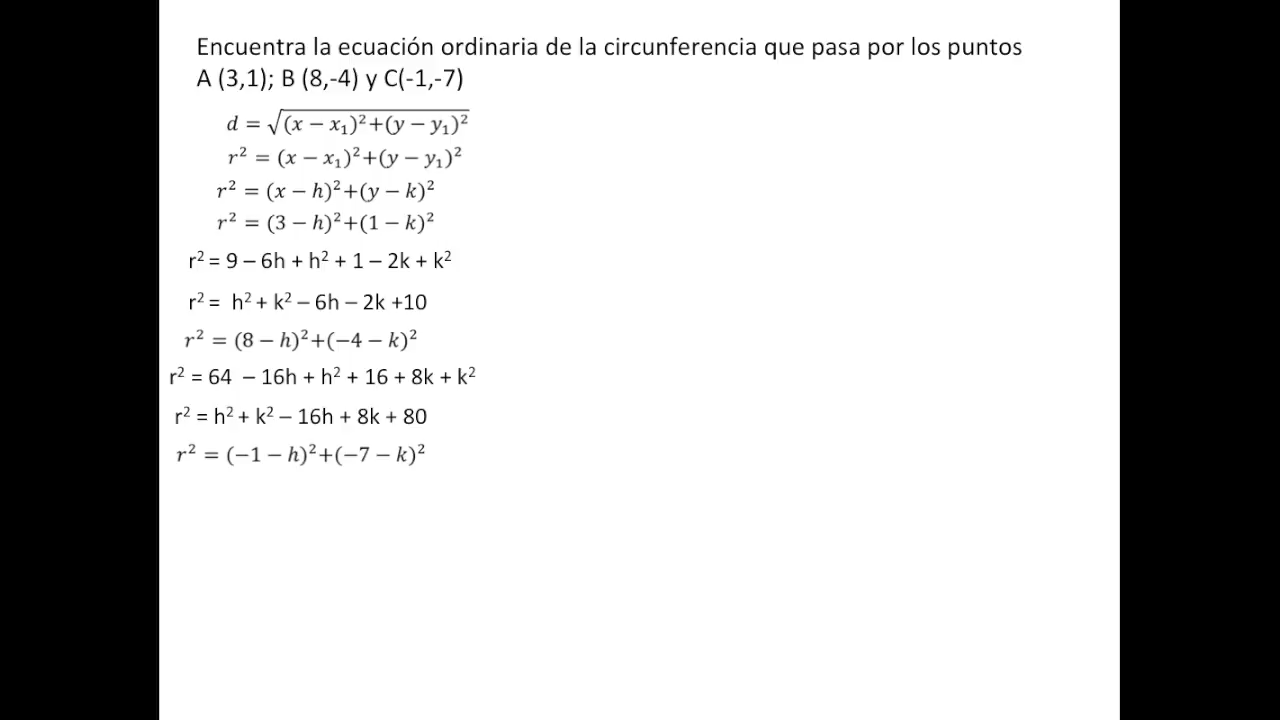 Encuentra la ecuación ordinaria de la circunferencia que pasa por los puntos
A (3,1); B (8,-4) y C(-1,-7)
d = √(x − x₁)²+(y − y₁)²
r² = (x − x₁)²+(y − y₁)²
r² = (x − h)²+(y − k)²
r² = (3 − h)²+(1 − k)²
r² = 9 – 6h + h² + 1 – 2k + k²
r² = h² + k² – 6h – 2k +10
r² = (8 − h)²+(−4 − k)²
r² = 64 – 16h + h² + 16 + 8k + k²
r² = h² + k² – 16h + 8k + 80
r² = (−1 − h)²+(−7 − k)²